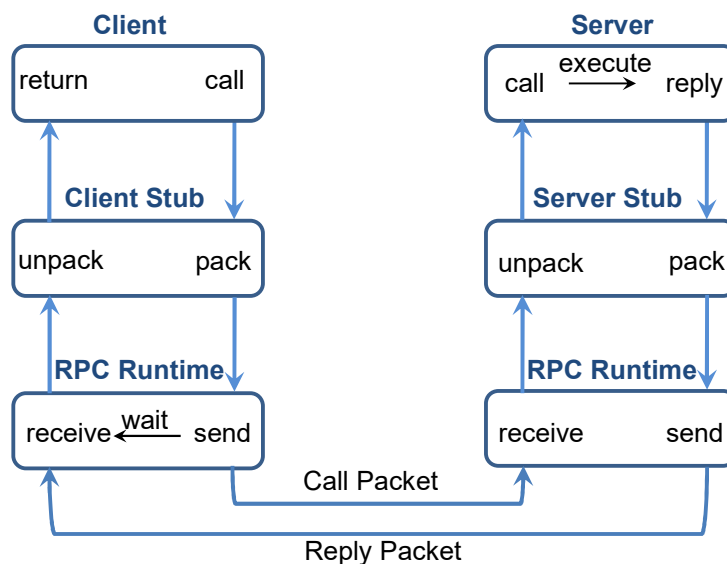 Client
Server
return
call
call
execute
reply
Client Stub
Server Stub
unpack
pack
unpack
pack
RPC Runtime
RPC Runtime
receive
wait
send
receive
send
Call Packet
Reply Packet